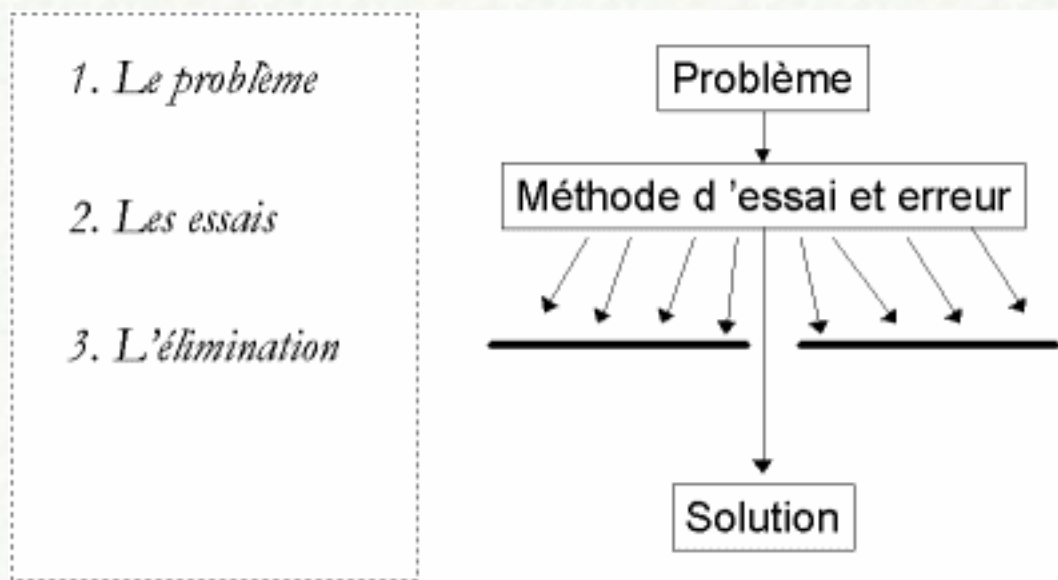 1. Le problème
2. Les essais
3. L'élimination
Problème
Méthode d 'essai et erreur
Solution